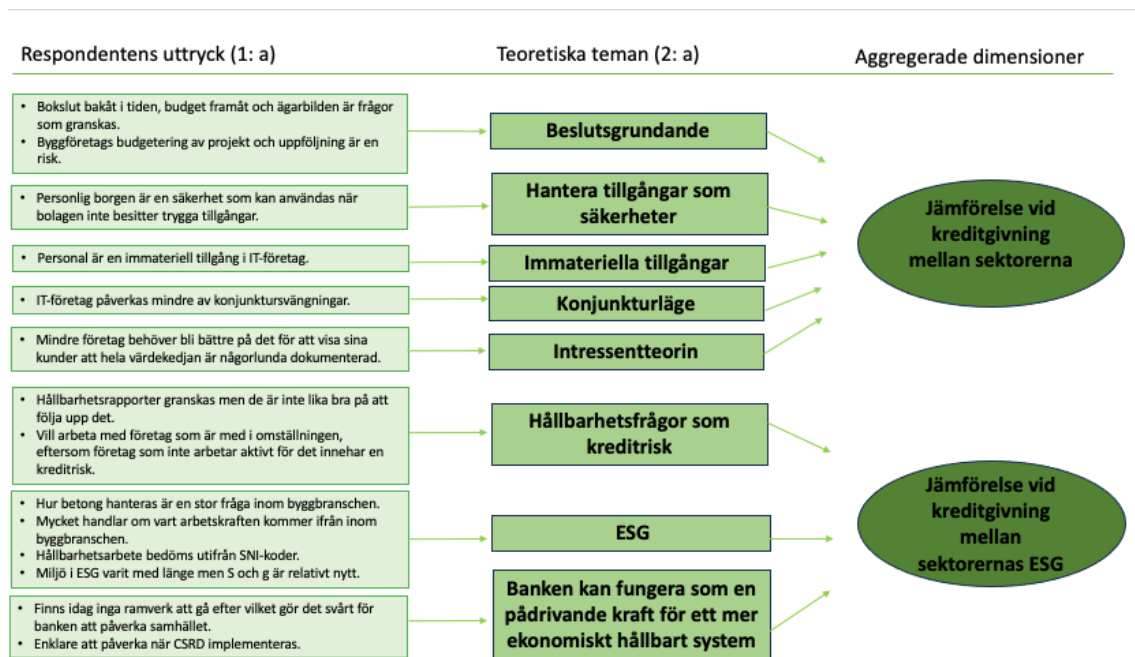 Respondentens uttryck (1: a)
Teoretiska teman (2: a)
Aggregerade dimensioner
• Bokslut bakåt i tiden, budget framåt och ägarbilden är frågor
som granskas.
• Byggföretags budgetering av projekt och uppföljning är en
risk.
Beslutsgrundande
• Personlig borgen är en säkerhet som kan användas när
bolagen inte besitter trygga tillgångar.
Hantera tillgångar som
säkerheter
• Personal är en immateriell tillgång i IT-företag.
Immateriella tillgångar
• IT-företag påverkas mindre av konjunktursvängningar.
Konjunkturläge
• Mindre företag behöver bli bättre på det för att visa sina
kunder att hela värdekedjan är någorlunda dokumenterad.
Intressentteorin
Jämförelse vid
kreditgivning
mellan sektorerna
• Hållbarhetsrapporter granskas men de är inte lika bra på att
följa upp det.
• Vill arbeta med företag som är med i omställningen,
eftersom företag som inte arbetar aktivt för det innehar en
kreditrisk.
Hållbarhetsfrågor som
kreditrisk
• Hur betong hanteras är en stor fråga inom byggbranschen.
• Mycket handlar om vart arbetskraften kommer ifrån inom
byggbranschen.
• Hållbarhetsarbete bedöms utifrån SNI-koder.
• Miljö i ESG varit med länge men S och g är relativt nytt.
ESG
• Finns idag inga ramverk att gå efter vilket gör det svårt för
banken att påverka samhället.
• Enklare att påverka när CSRD implementeras.
Banken kan fungera som en
pådrivande kraft för ett mer
ekonomiskt hållbart system
Jämförelse vid
kreditgivning
mellan
sektorernas ESG